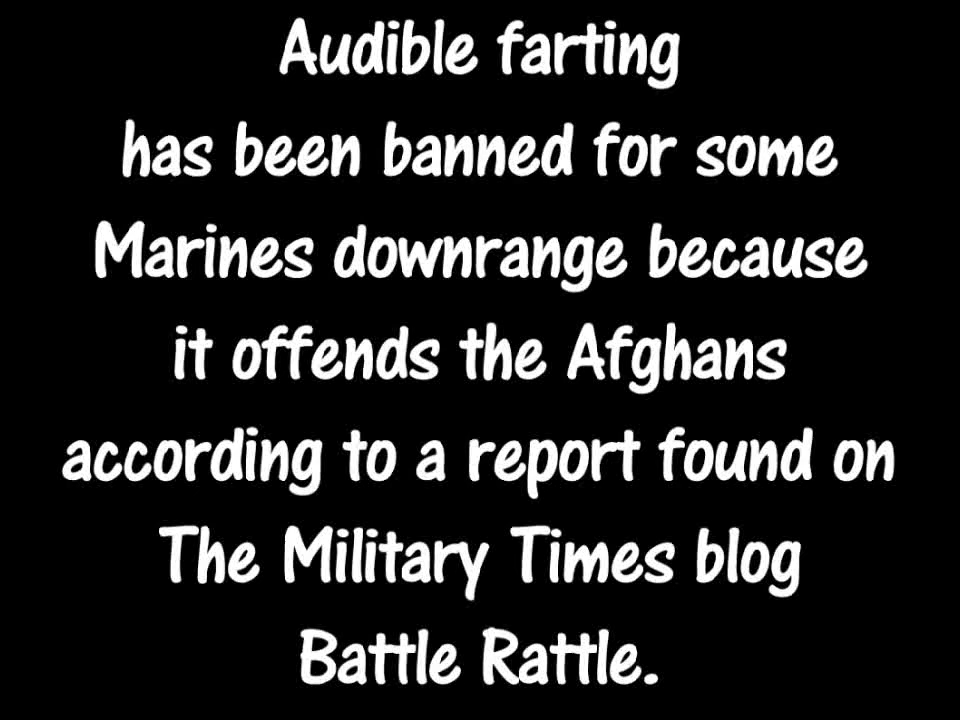 Audible farting
has been banned for some
Marines downrange because
it offends the Afghans
according to a report found on
The Military Times blog
Battle Rattle.